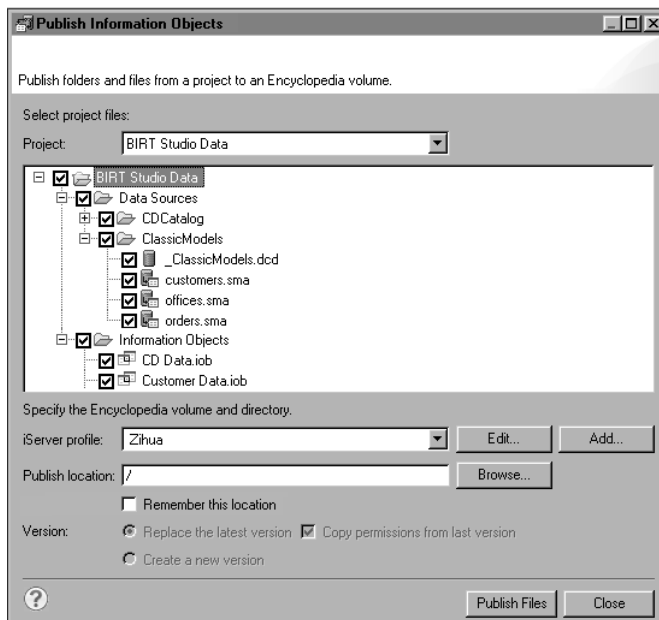 Publish Information Objects
Publish folders and files from a project to an Encyclopedia volume.
Select project files:
Project: BIRT Studio Data
BIRT Studio Data
Data Sources
CDCatalog
ClassicModels
_ClassicModels.dcd
customers.sma
offices.sma
orders.sma
Information Objects
CD Data.iob
Customer Data.iob
Specify the Encyclopedia volume and directory.
iServer profile: Zihua Edit... Add...
Publish location: / Browse...
Remember this location
Version: Replace the latest version Copy permissions from last version
Create a new version
? Publish Files Close